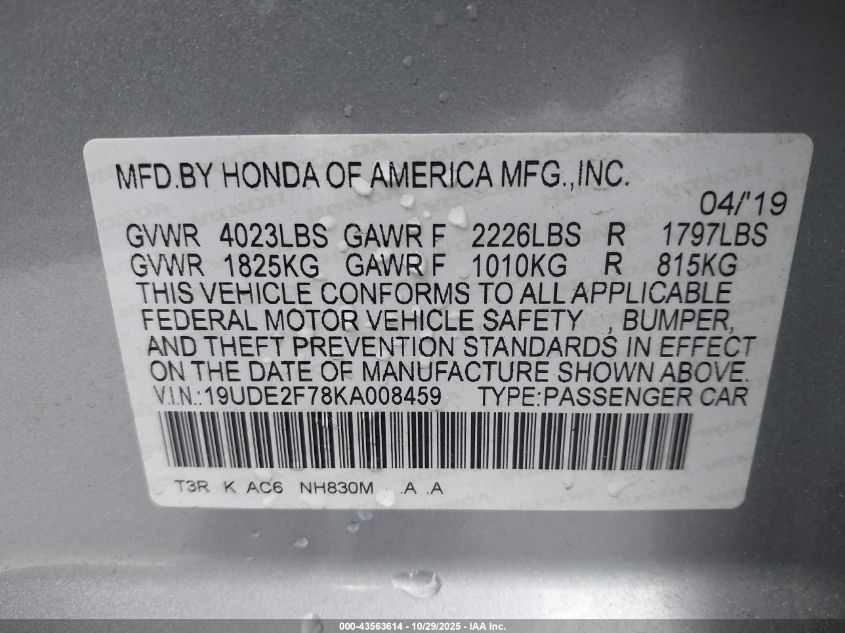 MFD.BY HONDA OF AMERICA MFG.,INC.
04/'19
GVWR 4023LBS GAWR F 2226LBS R 1797LBS
GVWR 1825KG GAWR F 1010KG R 815KG
THIS VEHICLE CONFORMS TO ALL APPLICABLE
FEDERAL MOTOR VEHICLE SAFETY , BUMPER,
AND THEFT PREVENTION STANDARDS IN EFFECT
ON THE DATE OF MANUFACTURE SHOWN ABOVE.
V.I.N.:19UDE2F78KA008459 TYPE:PASSENGER CAR
T3R K AC6 NH830M .A .A
000-43563614 - 10/29/2025 - IAA Inc.